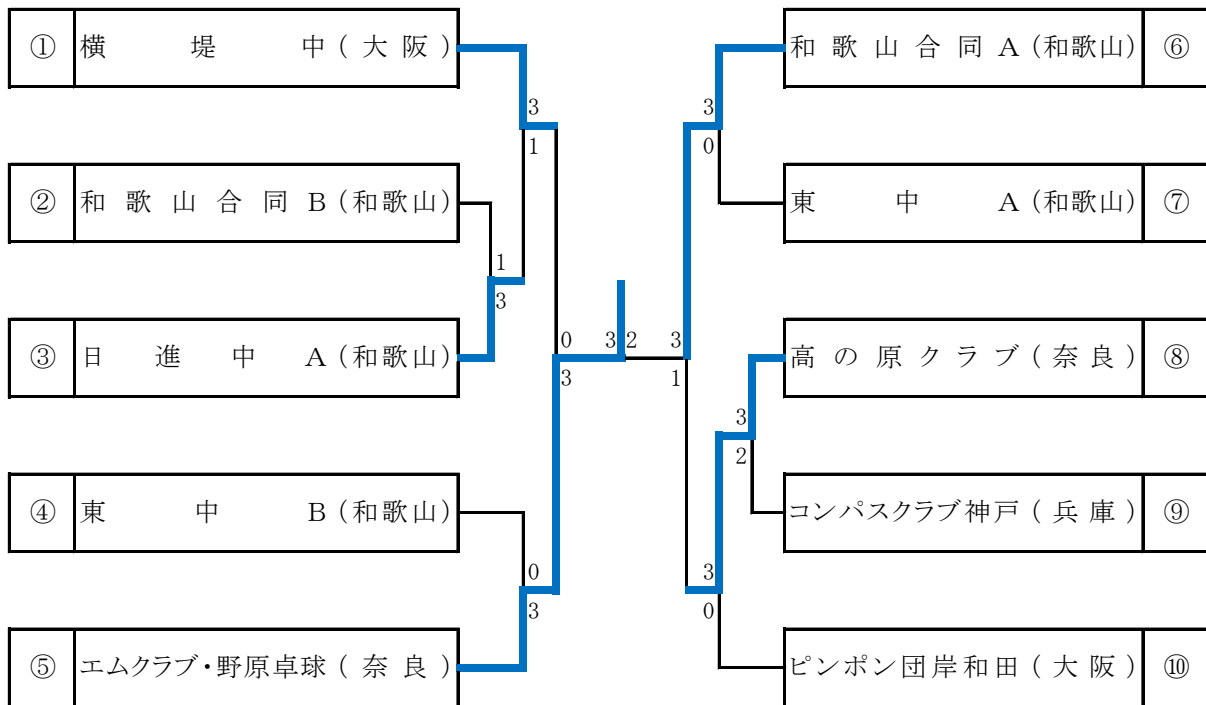 ① 横堤中(大阪)
和歌山合同A(和歌山) ⑥
3
1
3
0
② 和歌山合同B(和歌山)
東中A(和歌山) ⑦
1
3
③ 日進中A(和歌山)
高の原クラブ(奈良) ⑧
0
3
3 2
3
1
3
2
④ 東中B(和歌山)
コンパスクラブ神戸(兵庫) ⑨
0
3
3
0
⑤ エムクラブ・野原卓球(奈良)
ピンポン団岸和田(大阪) ⑩